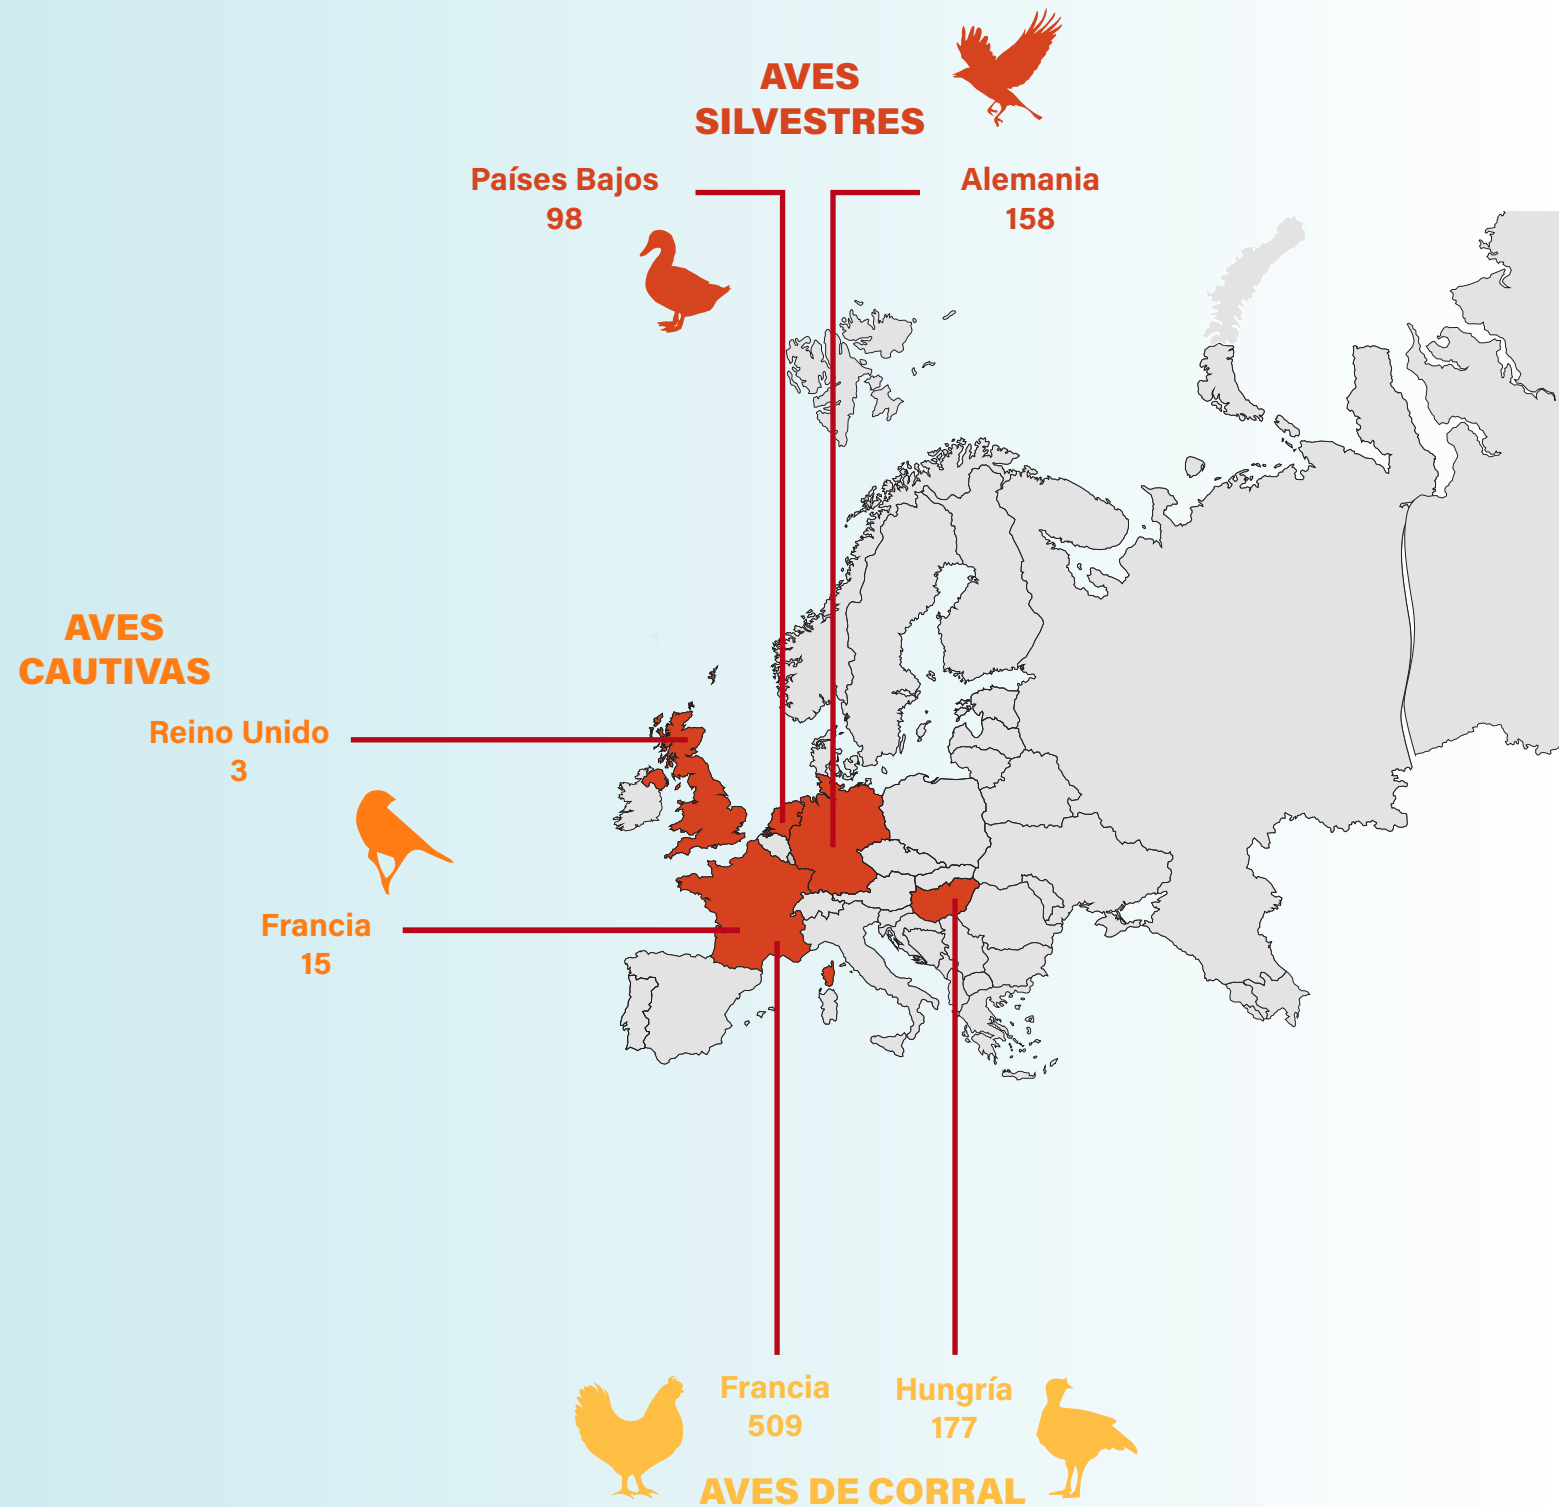 AVES
SILVESTRES
Países Bajos
98
Alemania
158
AVES
CAUTIVAS
Reino Unido
3
Francia
15
Francia
509
Hungría
177
AVES DE CORRAL